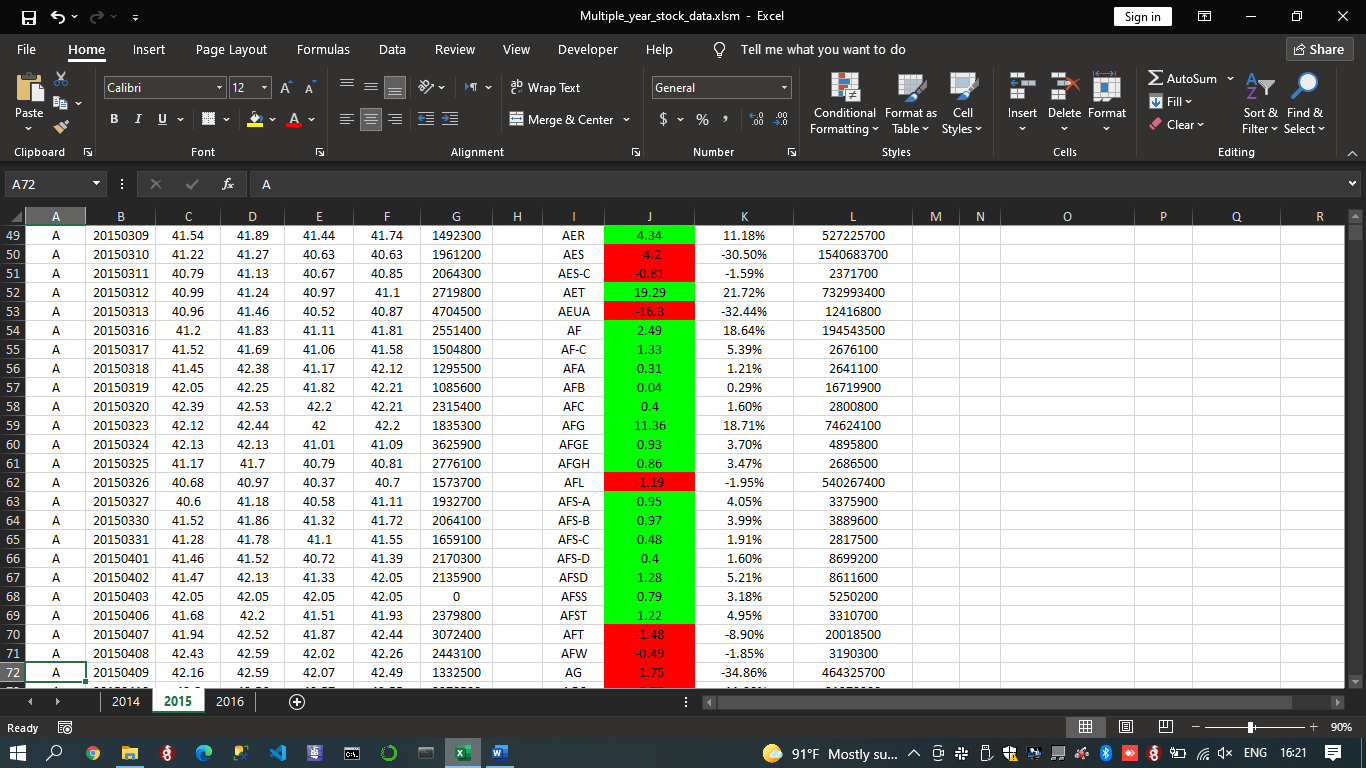 Multiple_year_stock_data.xlsm - Excel
Sign in
File Home Insert Page Layout Formulas Data Review View Developer Help Tell me what you want to do Share
Paste
Calibri 12
B I U A
Wrap Text
Merge & Center
General
$ % ,
Conditional Formatting
Format as Table
Cell Styles
Insert Delete Format
AutoSum
Fill
Clear
Sort & Filter
Find & Select
Clipboard Font Alignment Number Styles Cells Editing
A72 fx A
A B C D E F G H I J K L M N O P Q R
49 A 20150309 41.54 41.89 41.44 41.74 1492300 AER 4.34 11.18% 527225700
50 A 20150310 41.22 41.27 40.63 40.63 1961200 AES -4.2 -30.50% 1540683700
51 A 20150311 40.79 41.13 40.67 40.85 2064300 AES-C -0.81 -1.59% 2371700
52 A 20150312 40.99 41.24 40.97 41.1 2719800 AET 19.29 21.72% 732993400
53 A 20150313 40.96 41.46 40.52 40.87 4704500 AEUA -16.3 -32.44% 12416800
54 A 20150316 41.2 41.83 41.11 41.81 2551400 AF 2.49 18.64% 194543500
55 A 20150317 41.52 41.69 41.06 41.58 1504800 AF-C 1.33 5.39% 2676100
56 A 20150318 41.45 42.38 41.17 42.12 1295500 AFA 0.31 1.21% 2641100
57 A 20150319 42.05 42.25 41.82 42.21 1085600 AFB 0.04 0.29% 16719900
58 A 20150320 42.39 42.53 42.2 42.21 2315400 AFC 0.4 1.60% 2800800
59 A 20150323 42.12 42.44 42 42.2 1835300 AFG 11.36 18.71% 74624100
60 A 20150324 42.13 42.13 41.01 41.09 3625900 AFGE 0.93 3.70% 4895800
61 A 20150325 41.17 41.7 40.79 40.81 2776100 AFGH 0.86 3.47% 2686500
62 A 20150326 40.68 40.97 40.37 40.7 1573700 AFL -1.19 -1.95% 540267400
63 A 20150327 40.6 41.18 40.58 41.11 1932700 AFS-A 0.95 4.05% 3375900
64 A 20150330 41.52 41.86 41.32 41.72 2064100 AFS-B 0.97 3.99% 3889600
65 A 20150331 41.28 41.78 41.1 41.55 1659100 AFS-C 0.48 1.91% 2817500
66 A 20150401 41.46 41.52 40.72 41.39 2170300 AFS-D 0.4 1.60% 8699200
67 A 20150402 41.47 42.13 41.33 42.05 2135900 AFSD 1.28 5.21% 8611600
68 A 20150403 42.05 42.05 42.05 42.05 0 AFSS 0.79 3.18% 5250200
69 A 20150406 41.68 42.2 41.51 41.93 2379800 AFST 1.22 4.95% 3310700
70 A 20150407 41.94 42.52 41.87 42.44 3072400 AFT -1.48 -8.90% 20018500
71 A 20150408 42.43 42.59 42.02 42.26 2443100 AFW -0.49 -1.85% 3190300
72 A 20150409 42.16 42.59 42.07 42.49 1332500 AG -1.75 -34.86% 464325700
2014 2015 2016
Ready 90%
91°F Mostly su... ENG 16:21